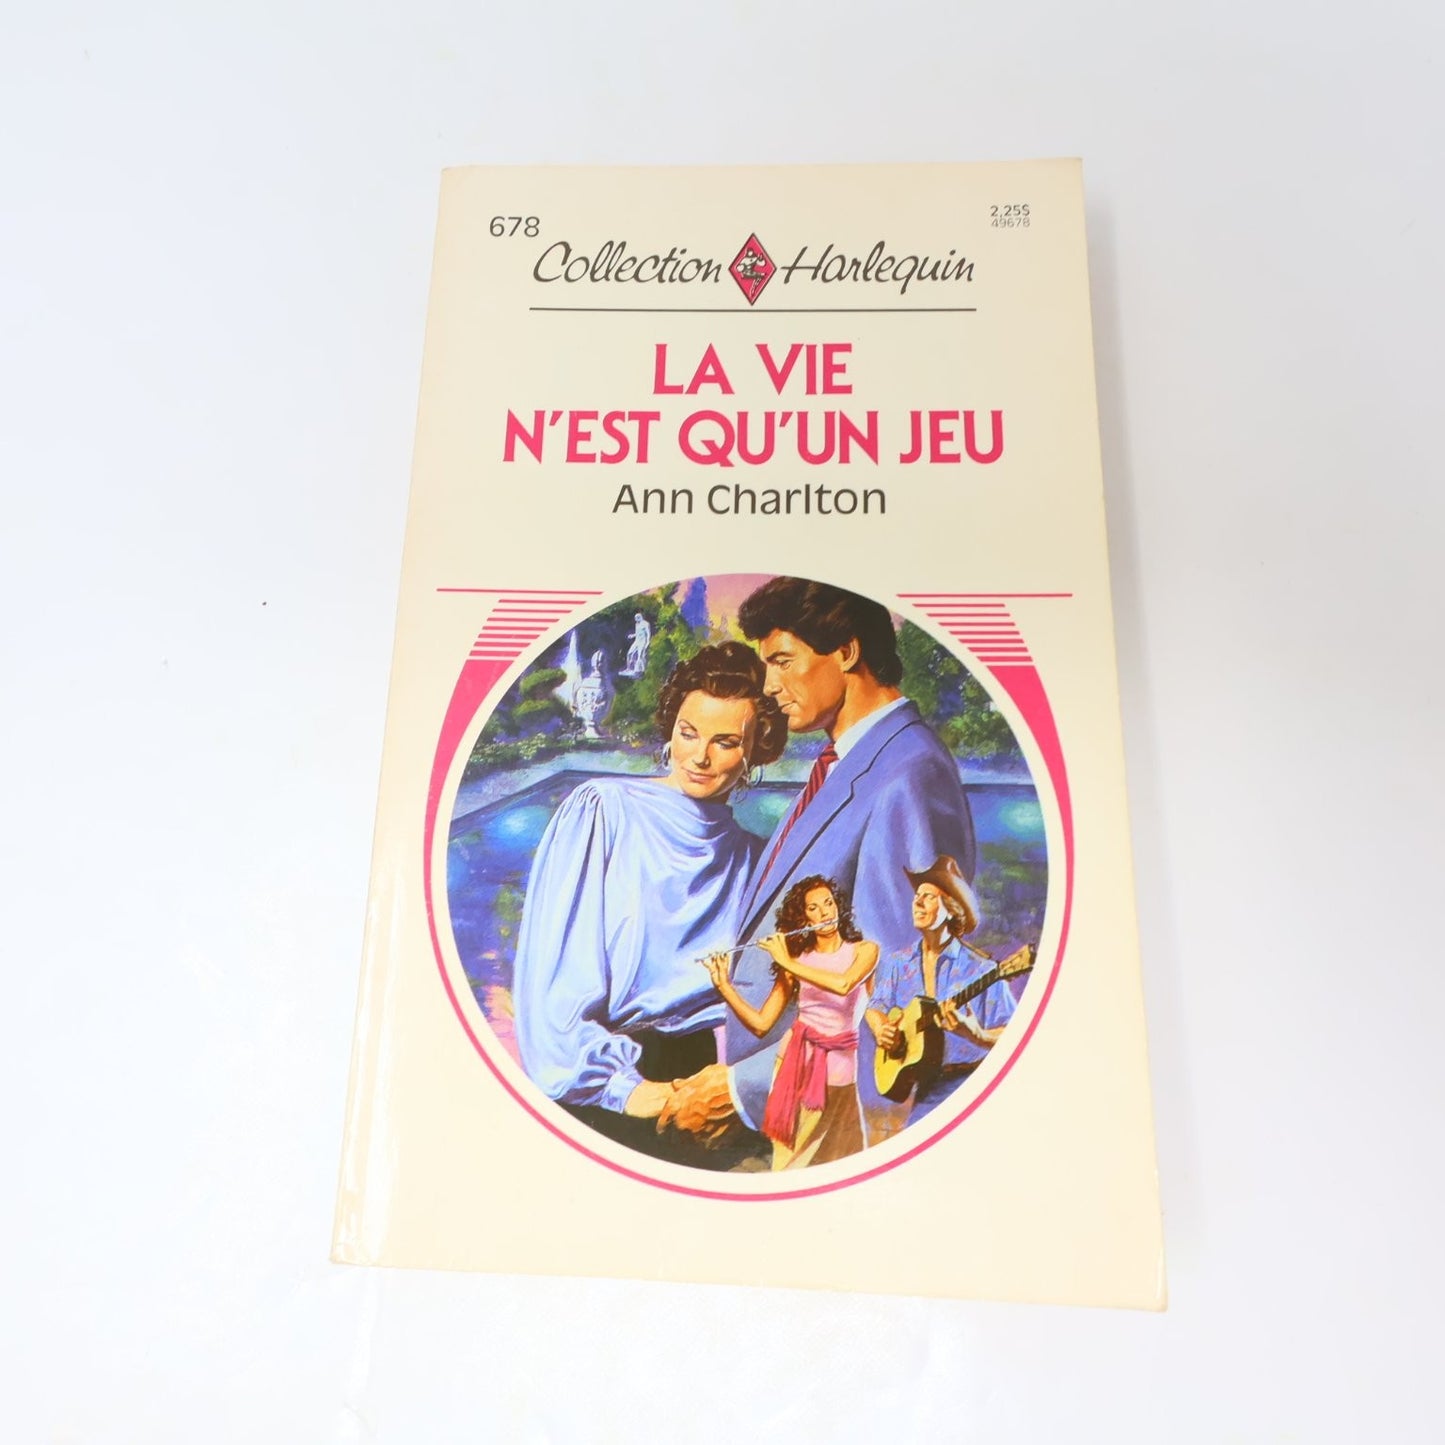 678
2,25$
49678
Collection Harlequin
LA VIE
N'EST QU'UN JEU
Ann Charlton